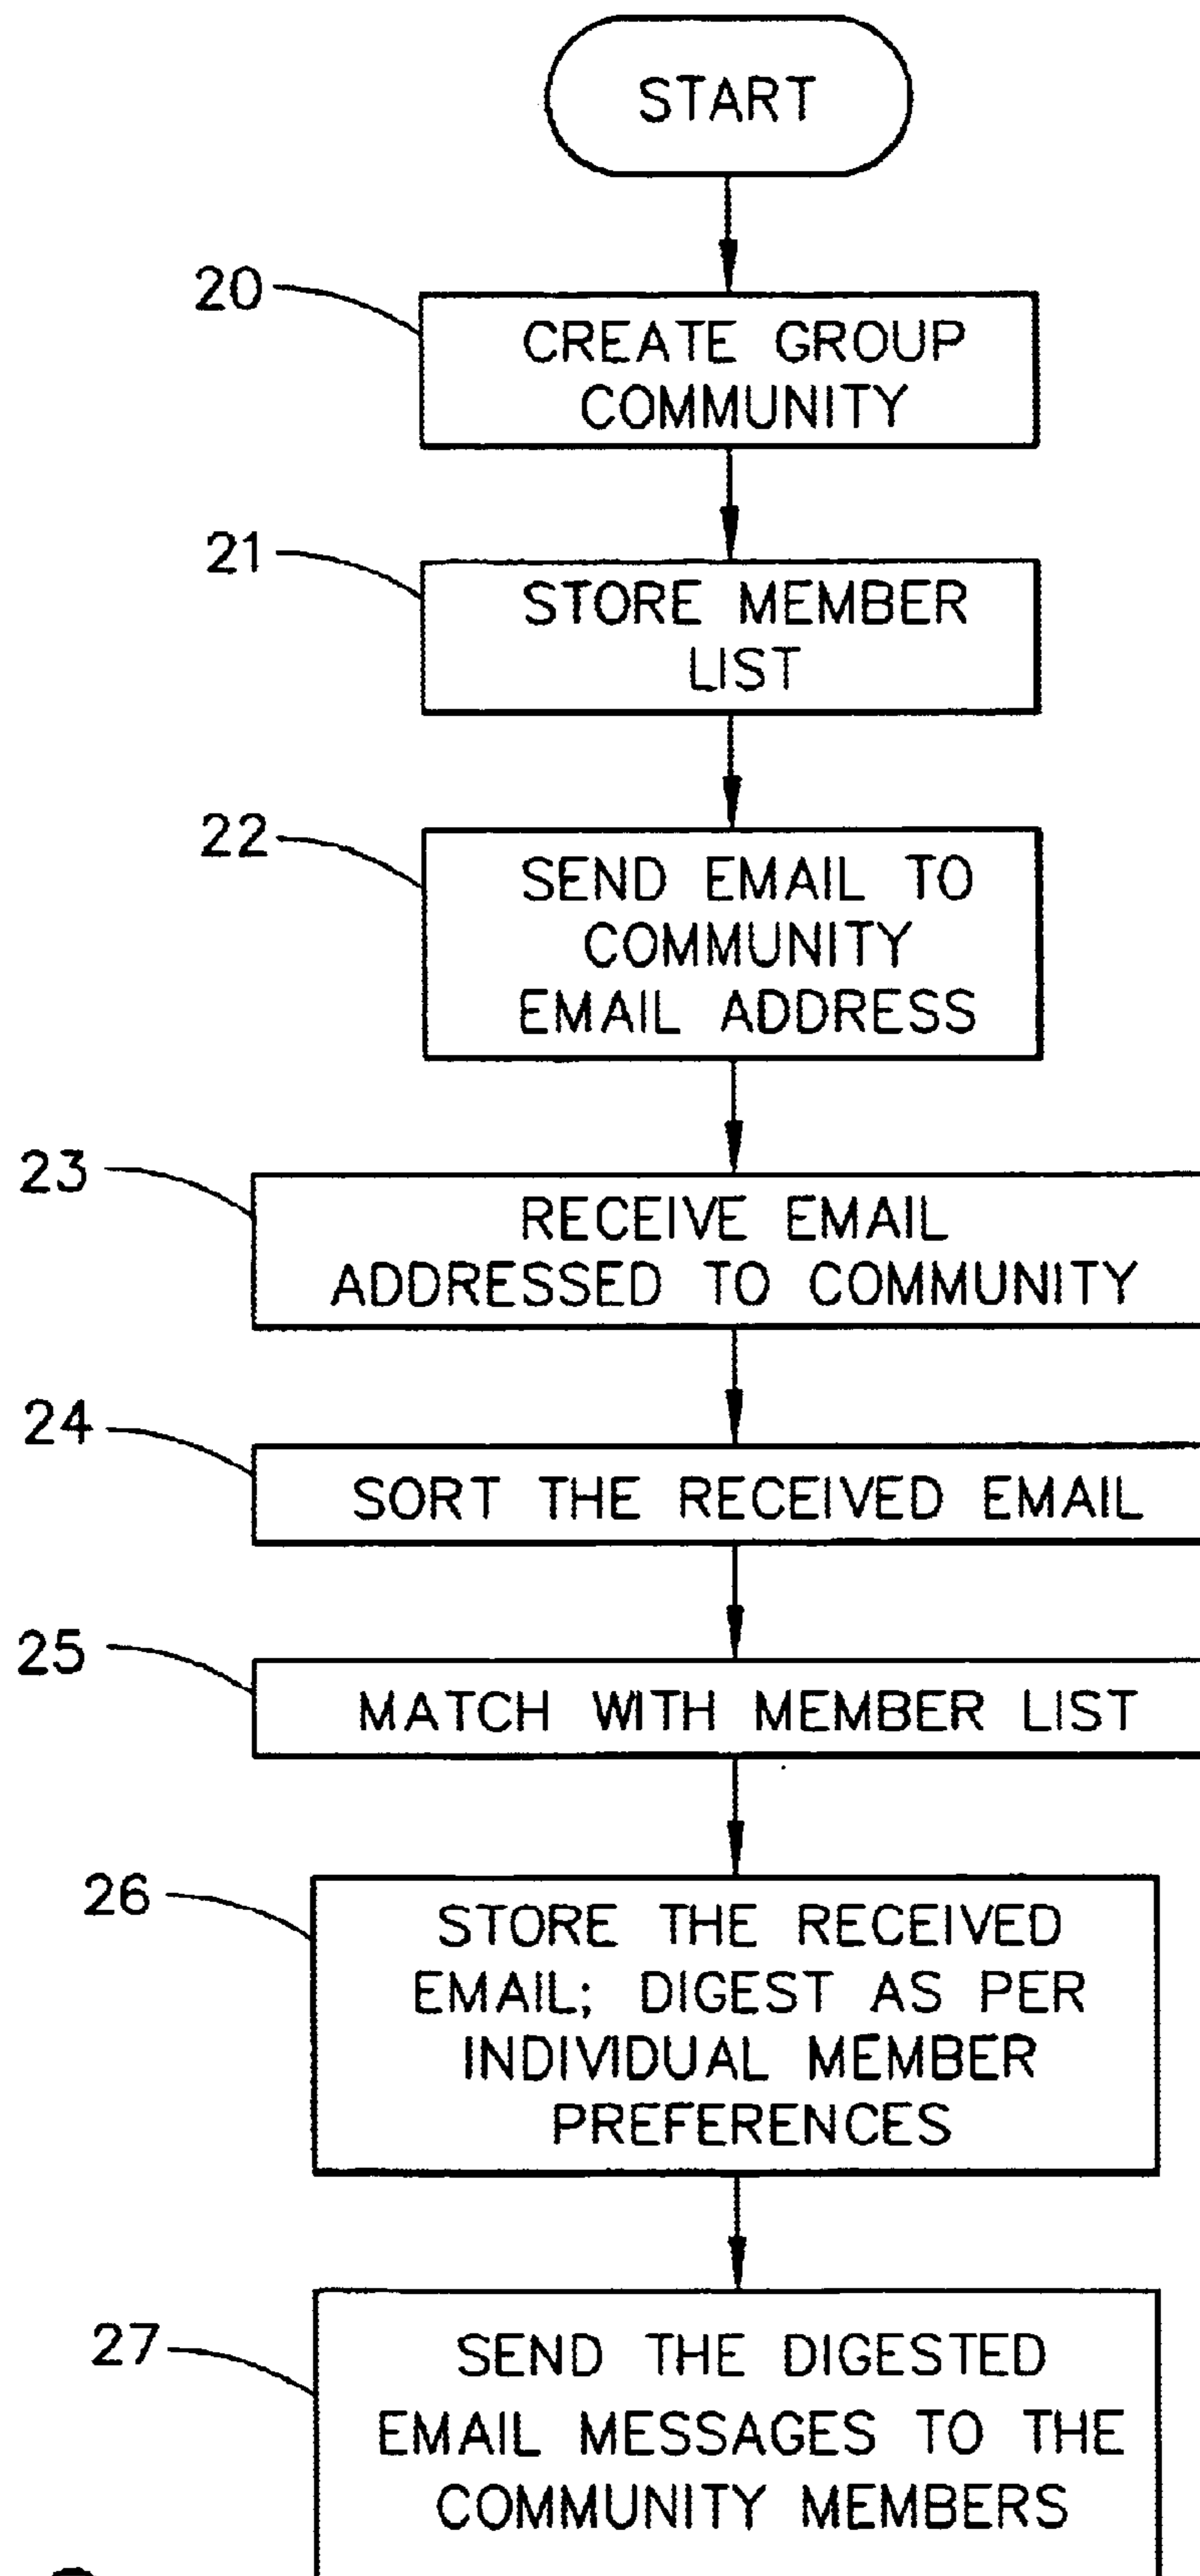 START
20
CREATE GROUP
COMMUNITY
21
STORE MEMBER
LIST
22
SEND EMAIL TO
COMMUNITY
EMAIL ADDRESS
23
RECEIVE EMAIL
ADDRESSED TO COMMUNITY
24
SORT THE RECEIVED EMAIL
25
MATCH WITH MEMBER LIST
26
STORE THE RECEIVED
EMAIL; DIGEST AS PER
INDIVIDUAL MEMBER
PREFERENCES
27
SEND THE DIGESTED
EMAIL MESSAGES TO THE
COMMUNITY MEMBERS